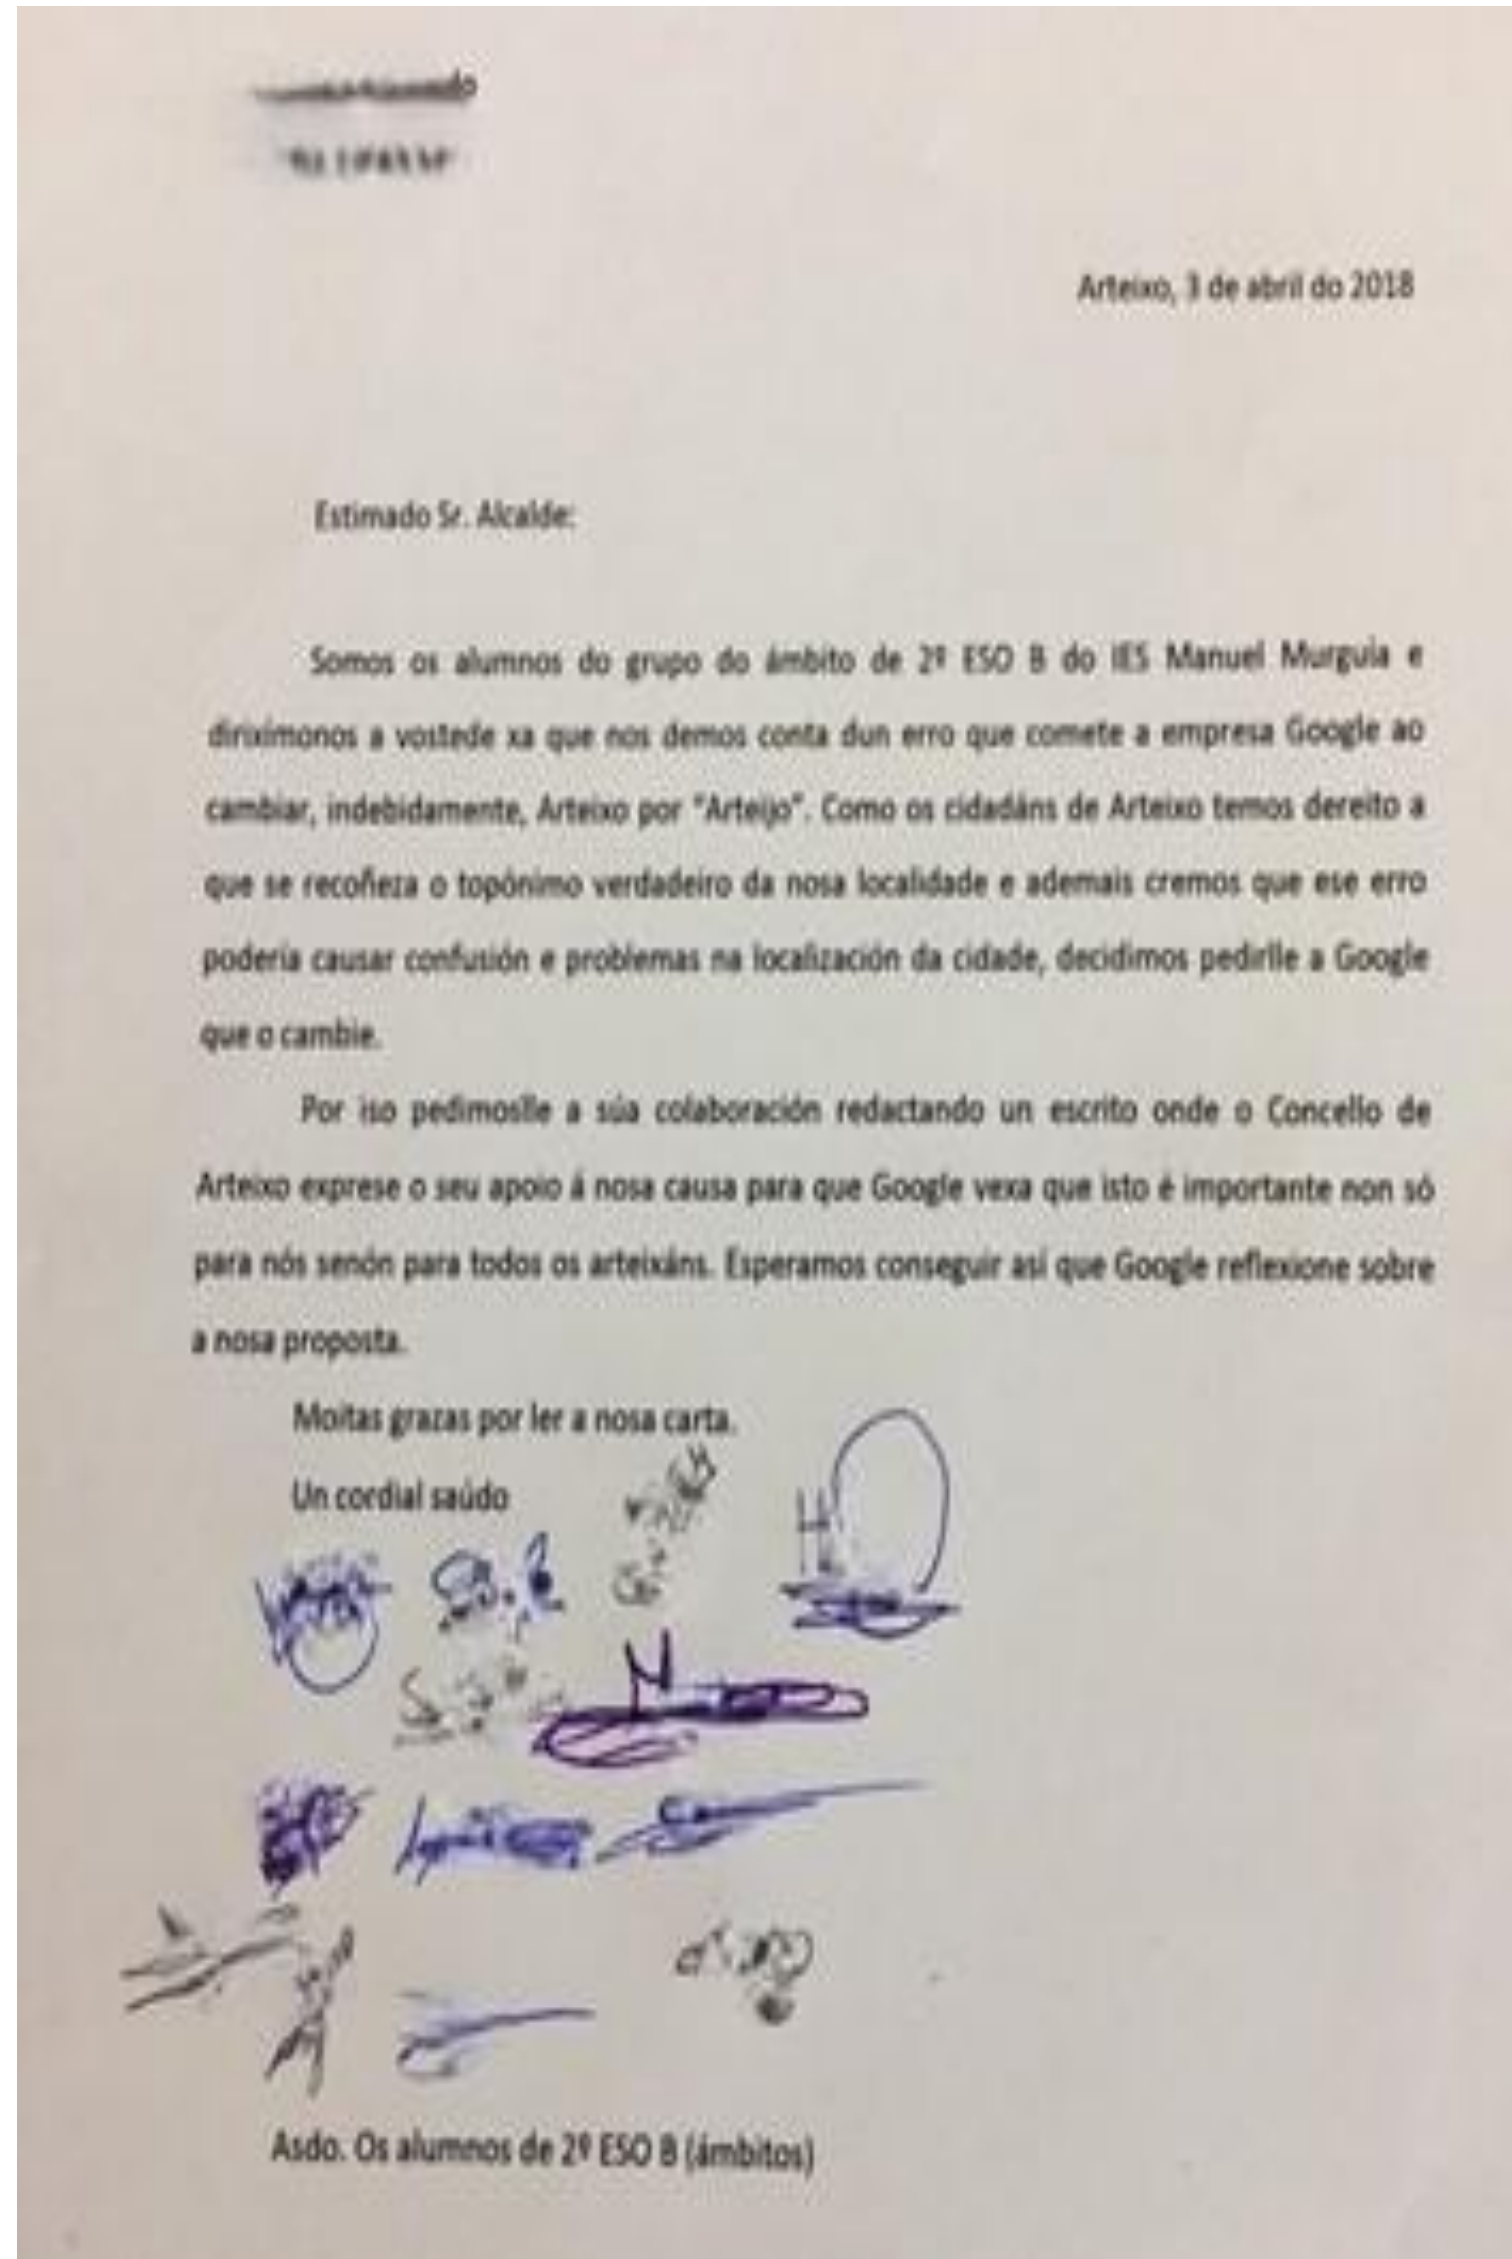 Arteixo, 3 de abril do 2018
Estimado Sr. Alcalde:
Somos os alumnos do grupo do ámbito de 2º ESO B do IES Manuel Murguía e
diriximonos a vostede xa que nos demos conta dun erro que comete a empresa Google ao
cambiar, indebidamente, Arteixo por "Arteijo". Como os cidadáns de Arteixo temos dereito a
que se recoñeza o topónimo verdadeiro da nosa localidade e ademais cremos que ese erro
podería causar confusión e problemas na localización da cidade, decidimos pedirlle a Google
que o cambie.
Por iso pedimoslle a súa colaboración redactando un escrito onde o Concello de
Arteixo exprese o seu apoio á nosa causa para que Google vexa que isto é importante non só
para nós senón para todos os arteixáns. Esperamos conseguir así que Google reflexione sobre
a nosa proposta.
Moitas grazas por ler a nosa carta.
Un cordial saúdo
Asdo. Os alumnos de 2º ESO B (ámbitos)